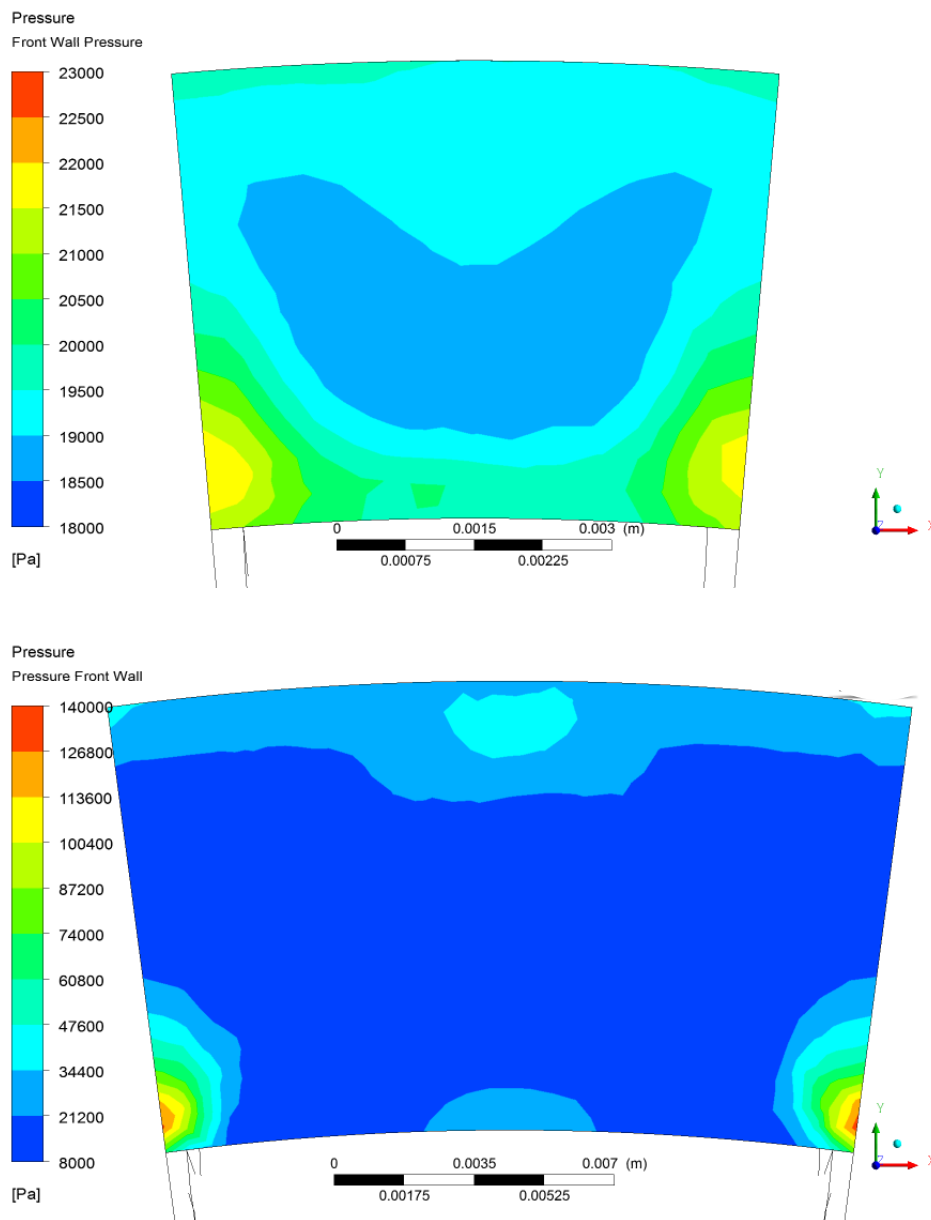 Pressure
Front Wall Pressure
23000
22500
22000
21500
21000
20500
20000
19500
19000
18500
18000
[Pa]
0 0.0015 0.003 (m)
0.00075 0.00225
Y
X
Z
Pressure
Pressure Front Wall
140000
126800
113600
100400
87200
74000
60800
47600
34400
21200
8000
[Pa]
0 0.0035 0.007 (m)
0.00175 0.00525
Y
X
Z